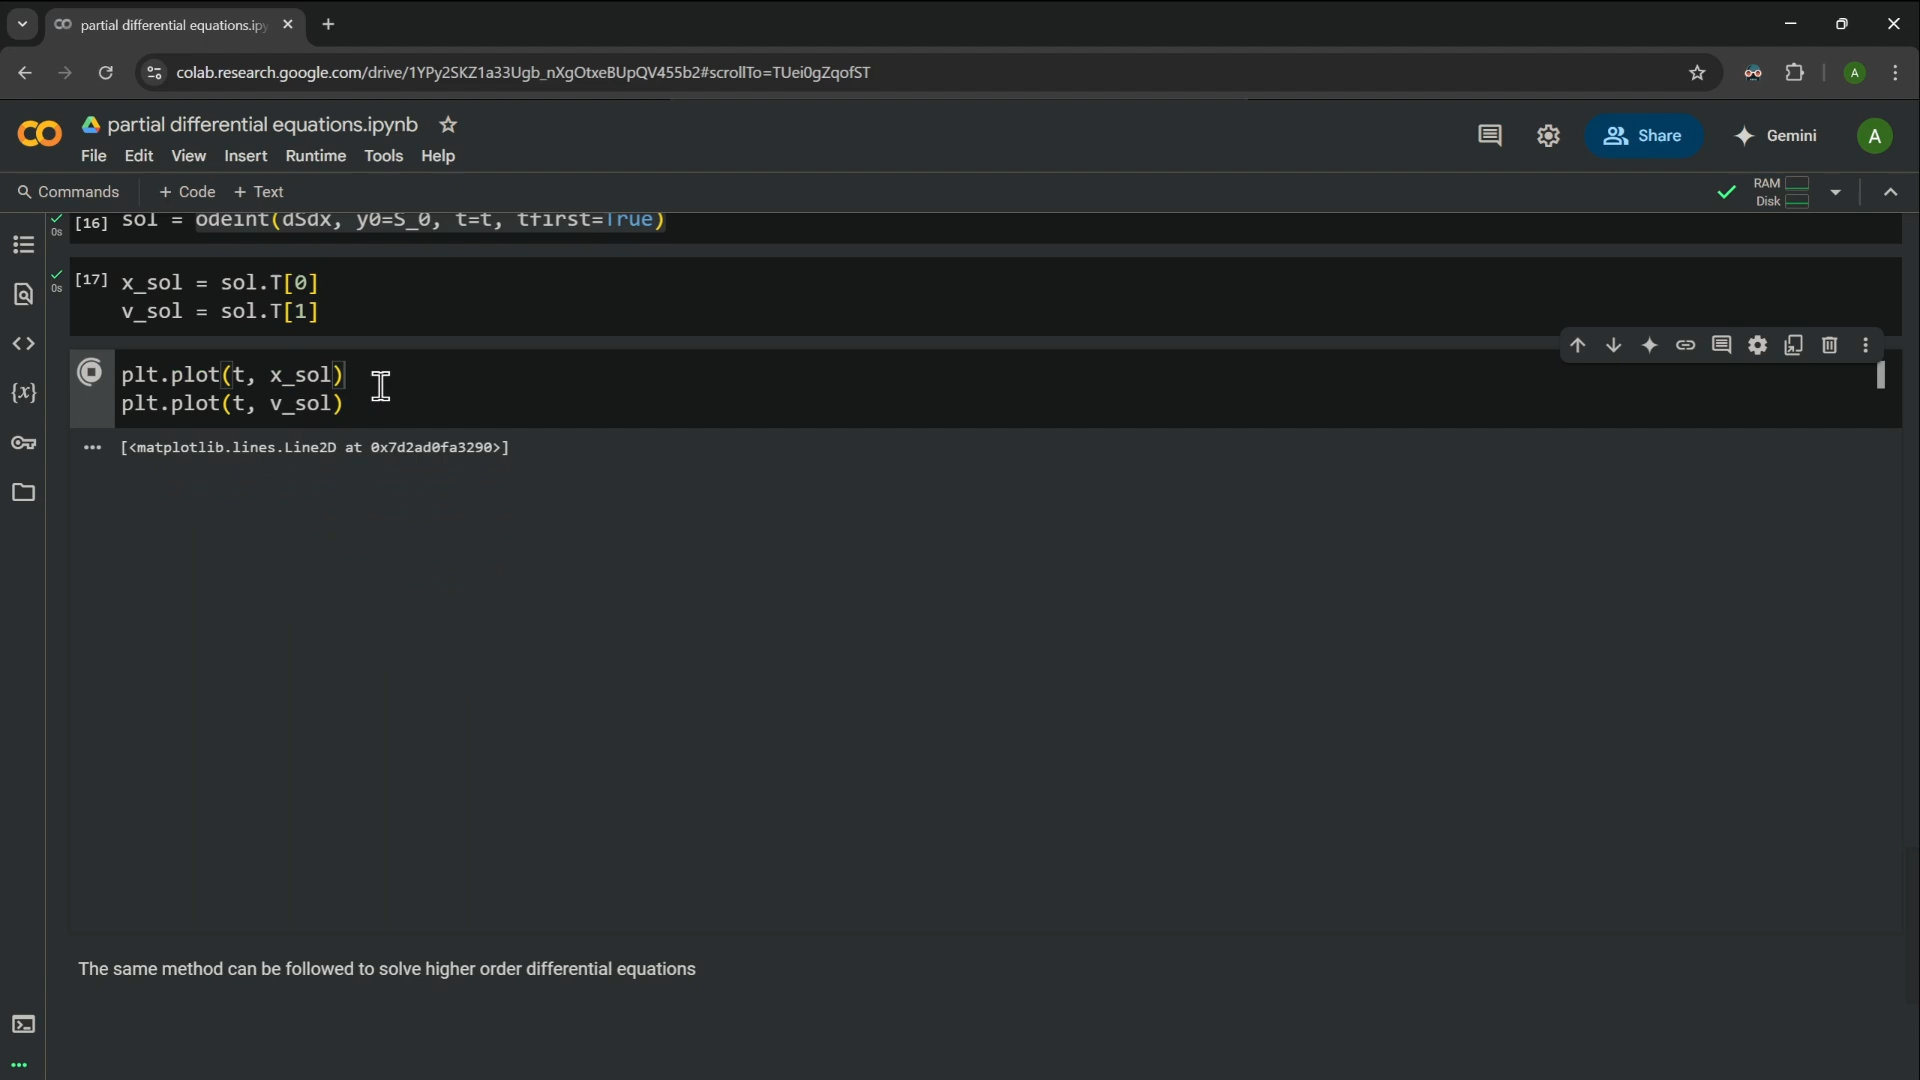 partial differential equations.ipy
colab.research.google.com/drive/1YPy2SKZ1a33Ugb_nXgOtxeBUpQV455b2#scrollTo=TUei0gZqofST
A
partial differential equations.ipynb
File Edit View Insert Runtime Tools Help
Share
Gemini
A
Commands + Code + Text
RAM
Disk
[16] sol = odeint(dSdx, y0=S_0, t=t, tfirst=True)
0s
[17] x_sol = sol.T[0]
0s
v_sol = sol.T[1]
plt.plot(t, x_sol)
plt.plot(t, v_sol)
[<matplotlib.lines.Line2D at 0x7d2ad0fa3290>]
The same method can be followed to solve higher order differential equations